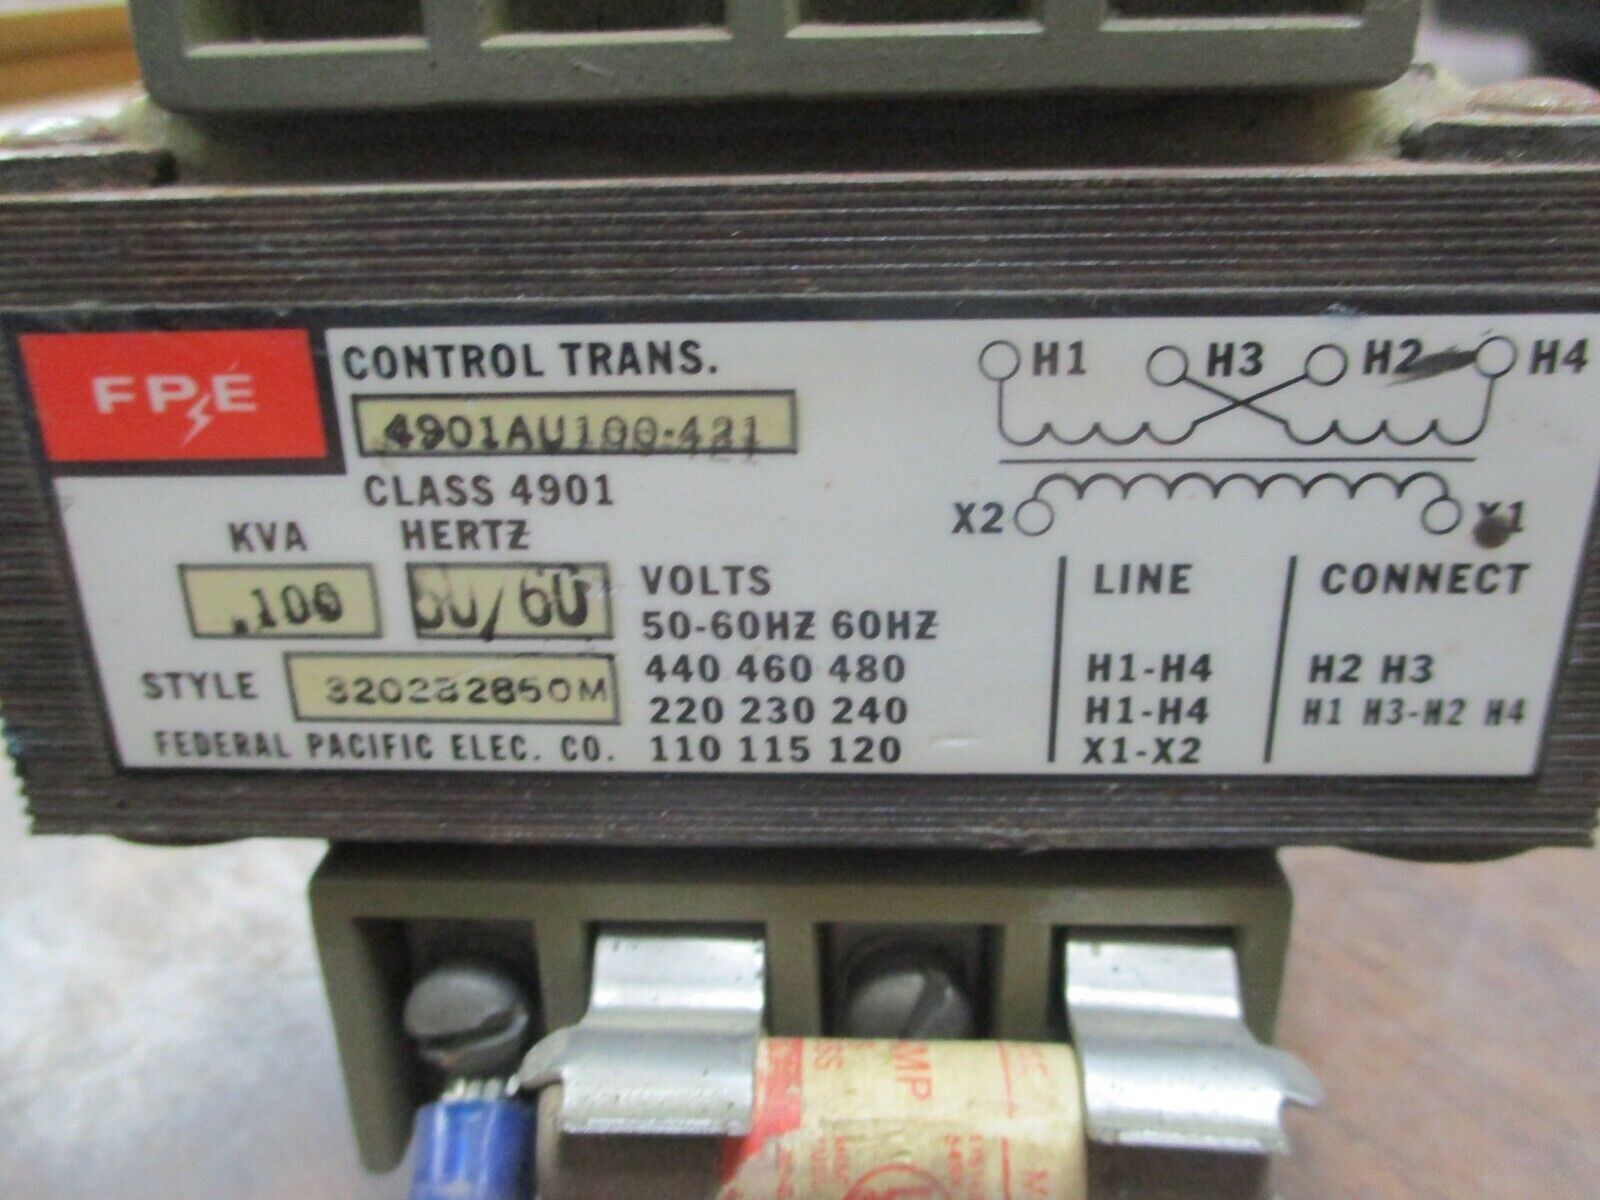 FPE
CONTROL TRANS.
4901AU100-421
CLASS 4901
KVA HERTZ
.100 50/60
STYLE 320232850M
FEDERAL PACIFIC ELEC. CO.
VOLTS
50-60HZ 60HZ
440 460 480
220 230 240
110 115 120
H1 H3 H2 H4
X2 X1
LINE CONNECT
H1-H4 H2 H3
H1-H4 H1 H3-H2 H4
X1-X2
AMP